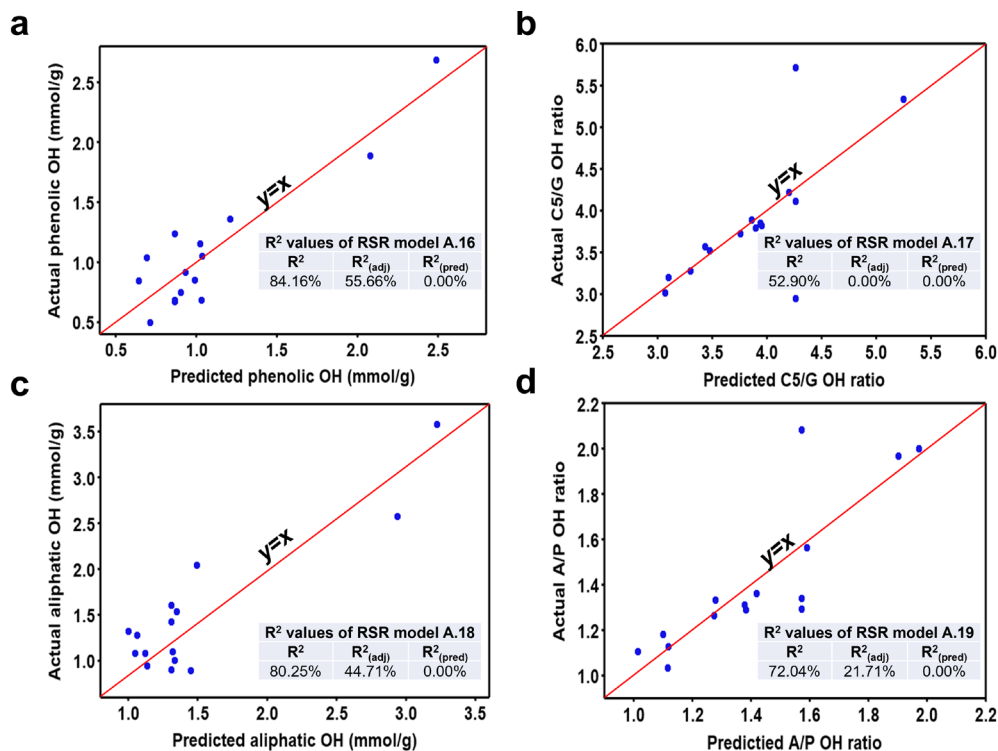 a
Actual phenolic OH (mmol/g)
2.5
2.0
1.5
1.0
0.5
y=x
R² values of RSR model A.16
R² R²(adj) R²(pred)
84.16% 55.66% 0.00%
0.5 1.0 1.5 2.0 2.5
Predicted phenolic OH (mmol/g)
b
Actual C5/G OH ratio
6.0
5.5
5.0
4.5
4.0
3.5
3.0
2.5
y=x
R² values of RSR model A.17
R² R²(adj) R²(pred)
52.90% 0.00% 0.00%
2.5 3.0 3.5 4.0 4.5 5.0 5.5 6.0
Predicted C5/G OH ratio
c
Actual aliphatic OH (mmol/g)
3.5
3.0
2.5
2.0
1.5
1.0
y=x
R² values of RSR model A.18
R² R²(adj) R²(pred)
80.25% 44.71% 0.00%
1.0 1.5 2.0 2.5 3.0 3.5
Predicted aliphatic OH (mmol/g)
d
Actual A/P OH ratio
2.2
2.0
1.8
1.6
1.4
1.2
1.0
y=x
R² values of RSR model A.19
R² R²(adj) R²(pred)
72.04% 21.71% 0.00%
1.0 1.2 1.4 1.6 1.8 2.0 2.2
Predictied A/P OH ratio